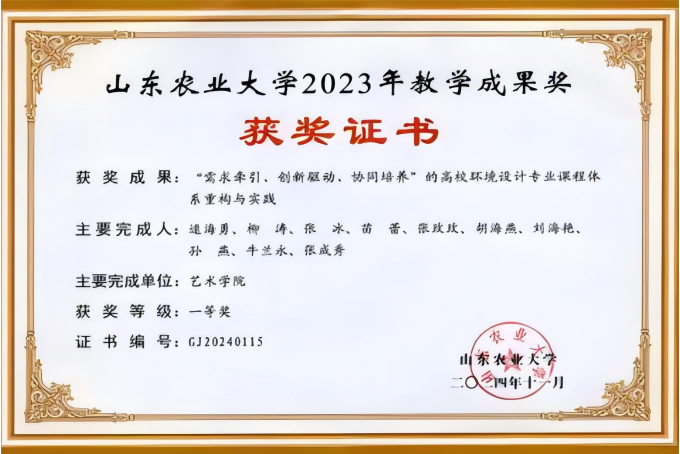 山东农业大学2023年教学成果奖
获奖证书
获奖成果：“需求牵引、创新驱动、协同培养”的高校环境设计专业课程体
系重构与实践
主要完成人：逯海勇、柳 涛、张 冰、苗 蕾、张玫玫、胡海燕、刘海艳、
孙 燕、牛兰永、张成秀
主要完成单位：艺术学院
获奖等级：一等奖
证书编号：GJ20240115
山东农业大学
山东农业大学
二〇二四年十一月